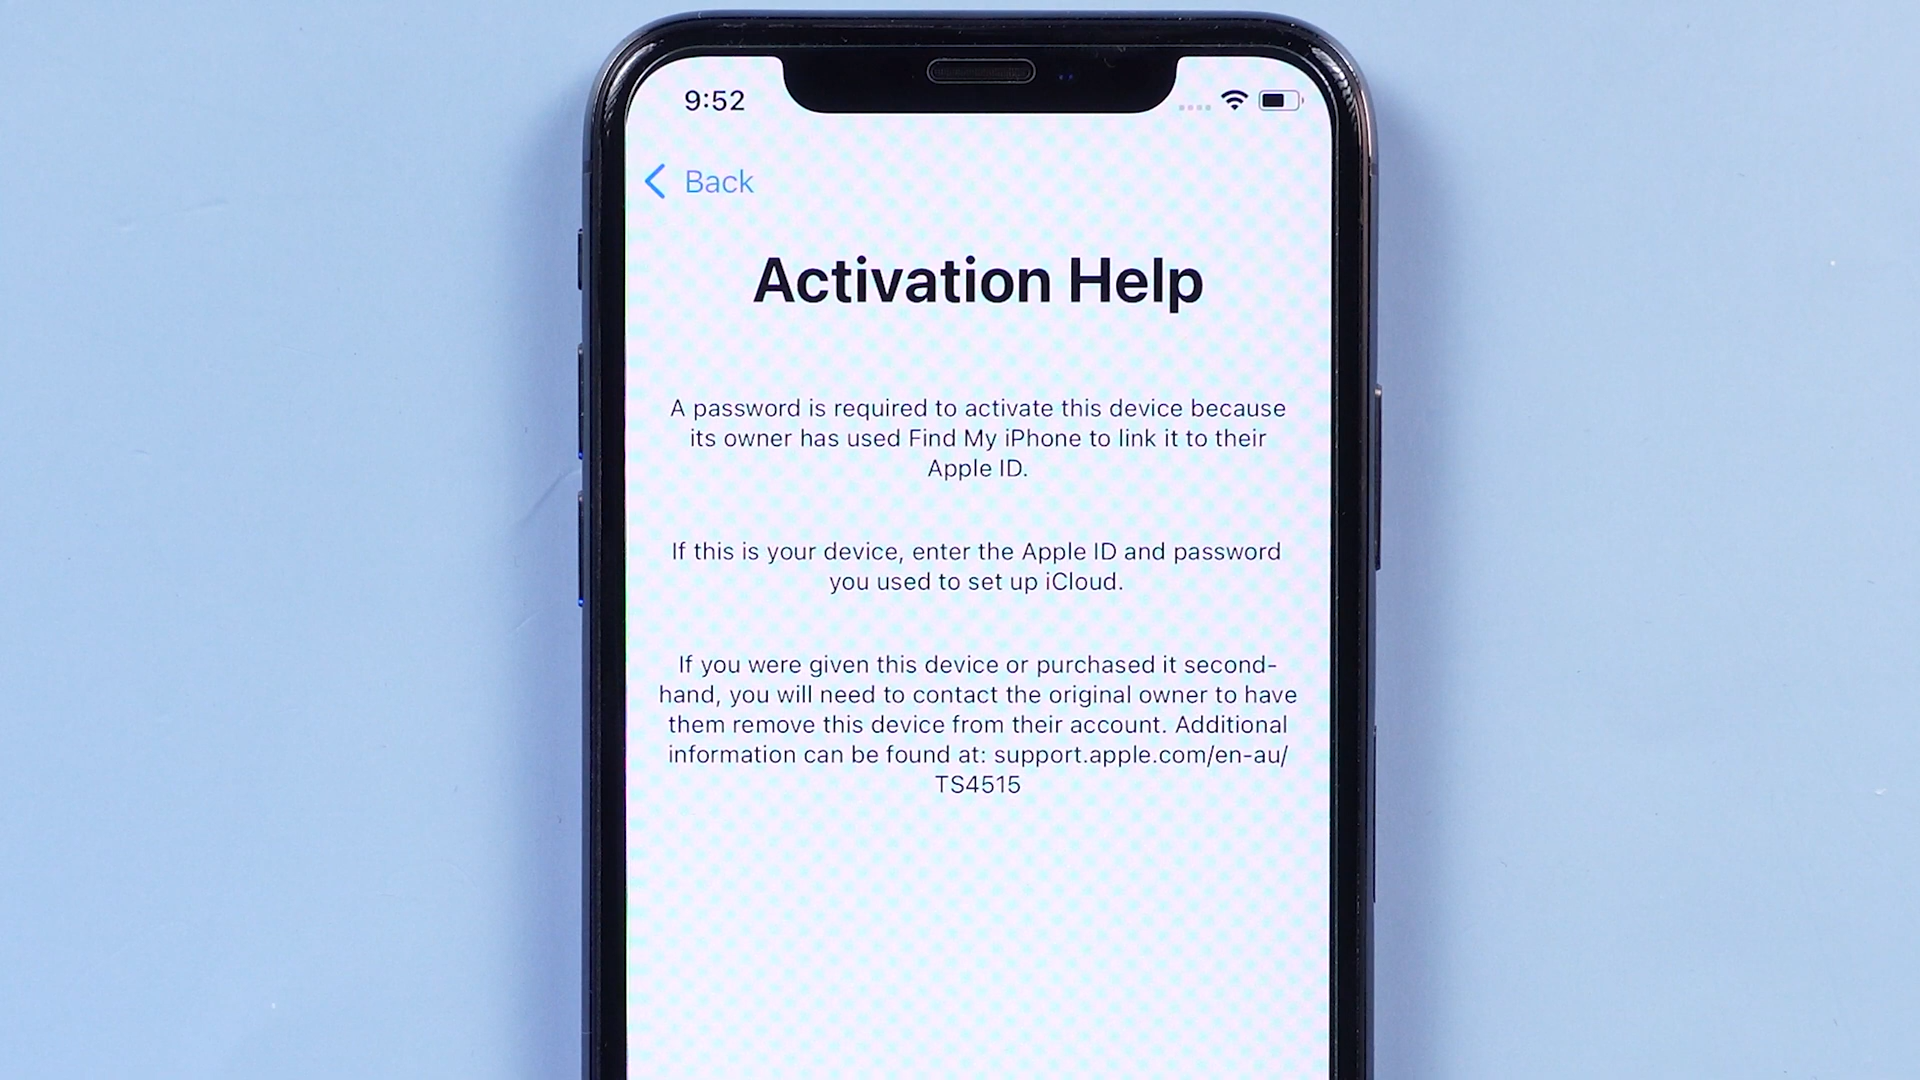 9:52
Back
Activation Help
A password is required to activate this device because
its owner has used Find My iPhone to link it to their
Apple ID.
If this is your device, enter the Apple ID and password
you used to set up iCloud.
If you were given this device or purchased it second-
hand, you will need to contact the original owner to have
them remove this device from their account. Additional
information can be found at: support.apple.com/en-au/
TS4515